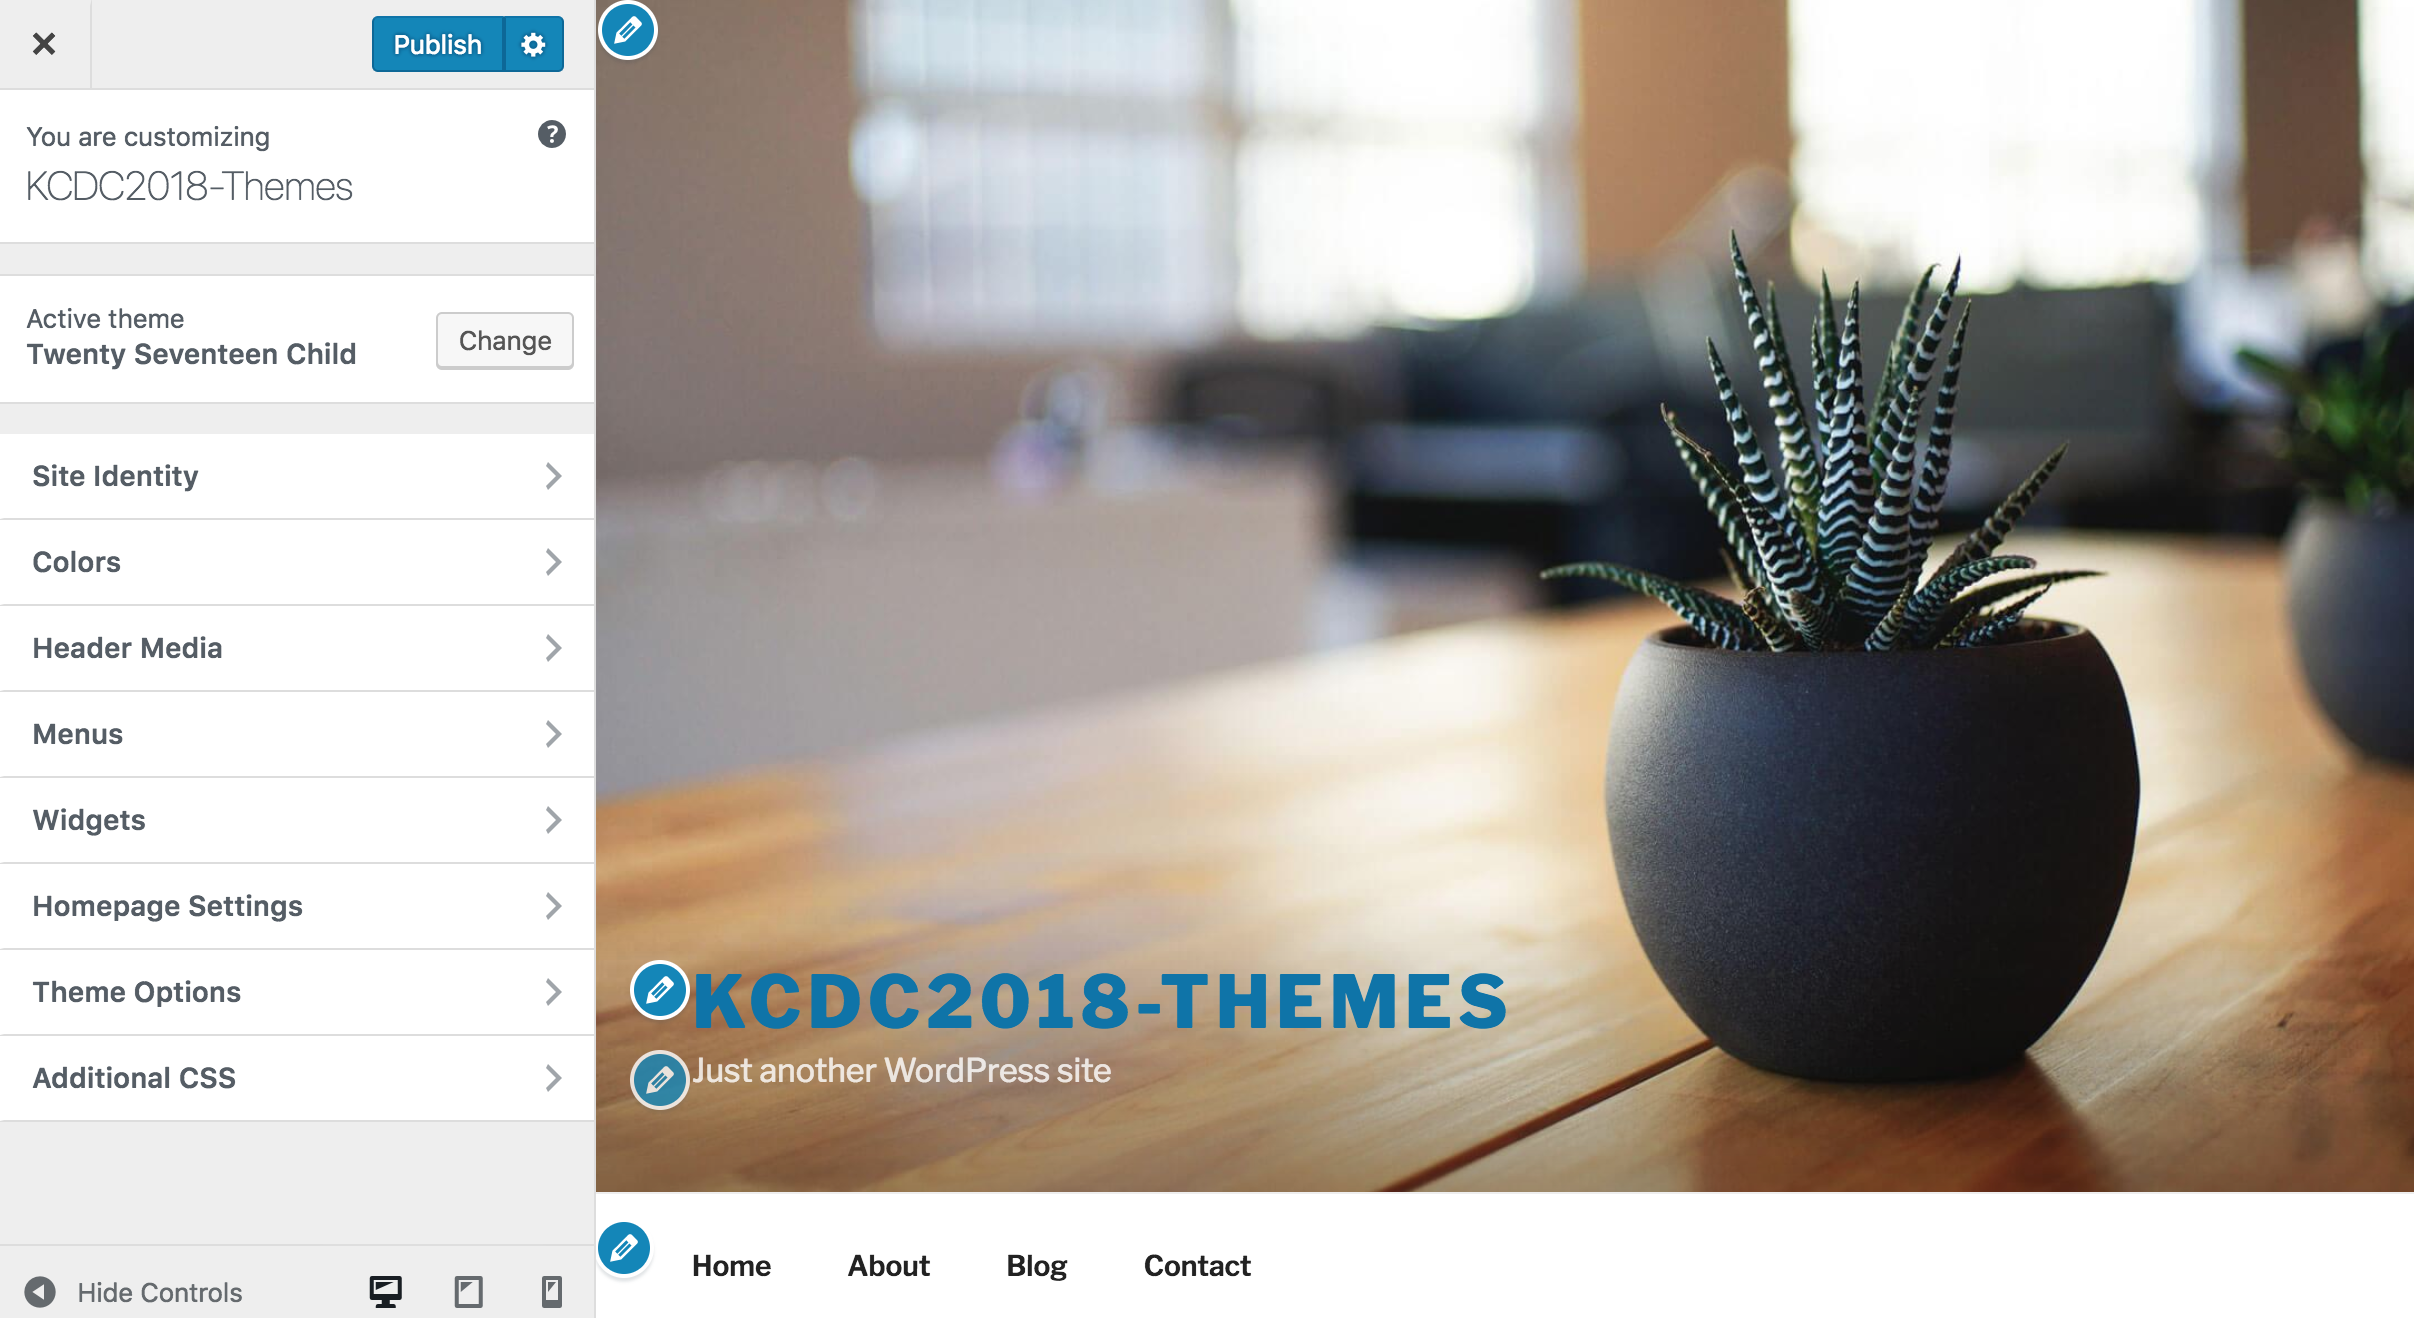 Publish
You are customizing
?
KCDC2018-Themes
Active theme
Twenty Seventeen Child
Change
Site Identity
Colors
Header Media
Menus
Widgets
Homepage Settings
Theme Options
Additional CSS
Hide Controls
KCDC2018-THEMES
Just another WordPress site
Home About Blog Contact